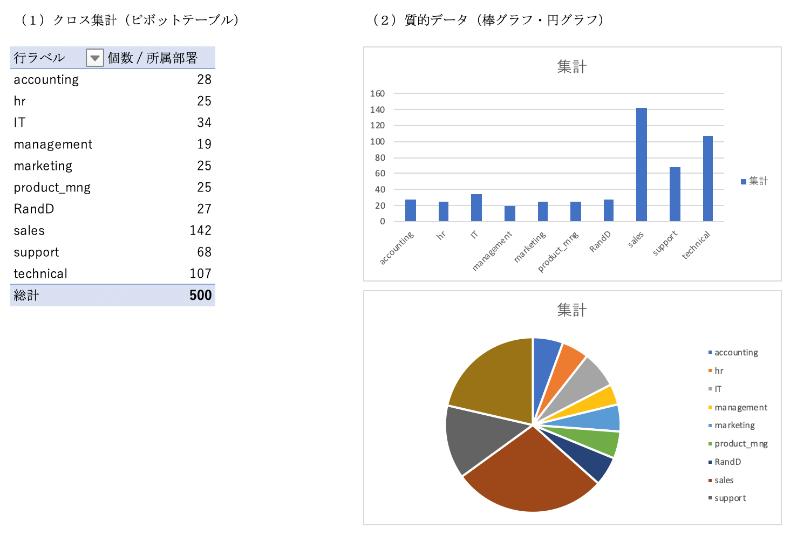 （１）クロス集計（ピボットテーブル）
行ラベル 個数 / 所属部署
accounting 28
hr 25
IT 34
management 19
marketing 25
product_mng 25
RandD 27
sales 142
support 68
technical 107
総計 500
（２）質的データ（棒グラフ・円グラフ）
集計
160
140
120
100
80
60
40
20
0
accounting hr IT management marketing product_mng RandD sales support technical
集計
集計
accounting
hr
IT
management
marketing
product_mng
RandD
sales
support